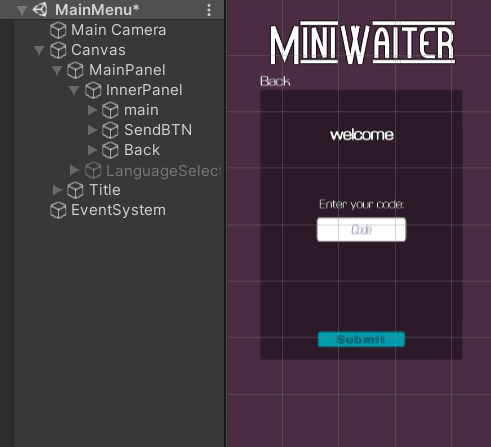 MainMenu*
Main Camera
Canvas
MainPanel
InnerPanel
main
SendBTN
Back
LanguageSelect
Title
EventSystem
MINIWAITER
Back
welcome
Enter your code:
Code
Submit